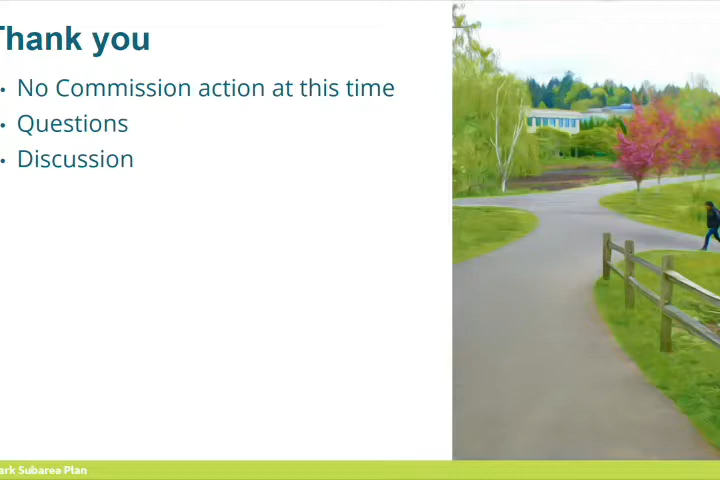 Thank you
• No Commission action at this time
• Questions
• Discussion
ark Subarea Plan